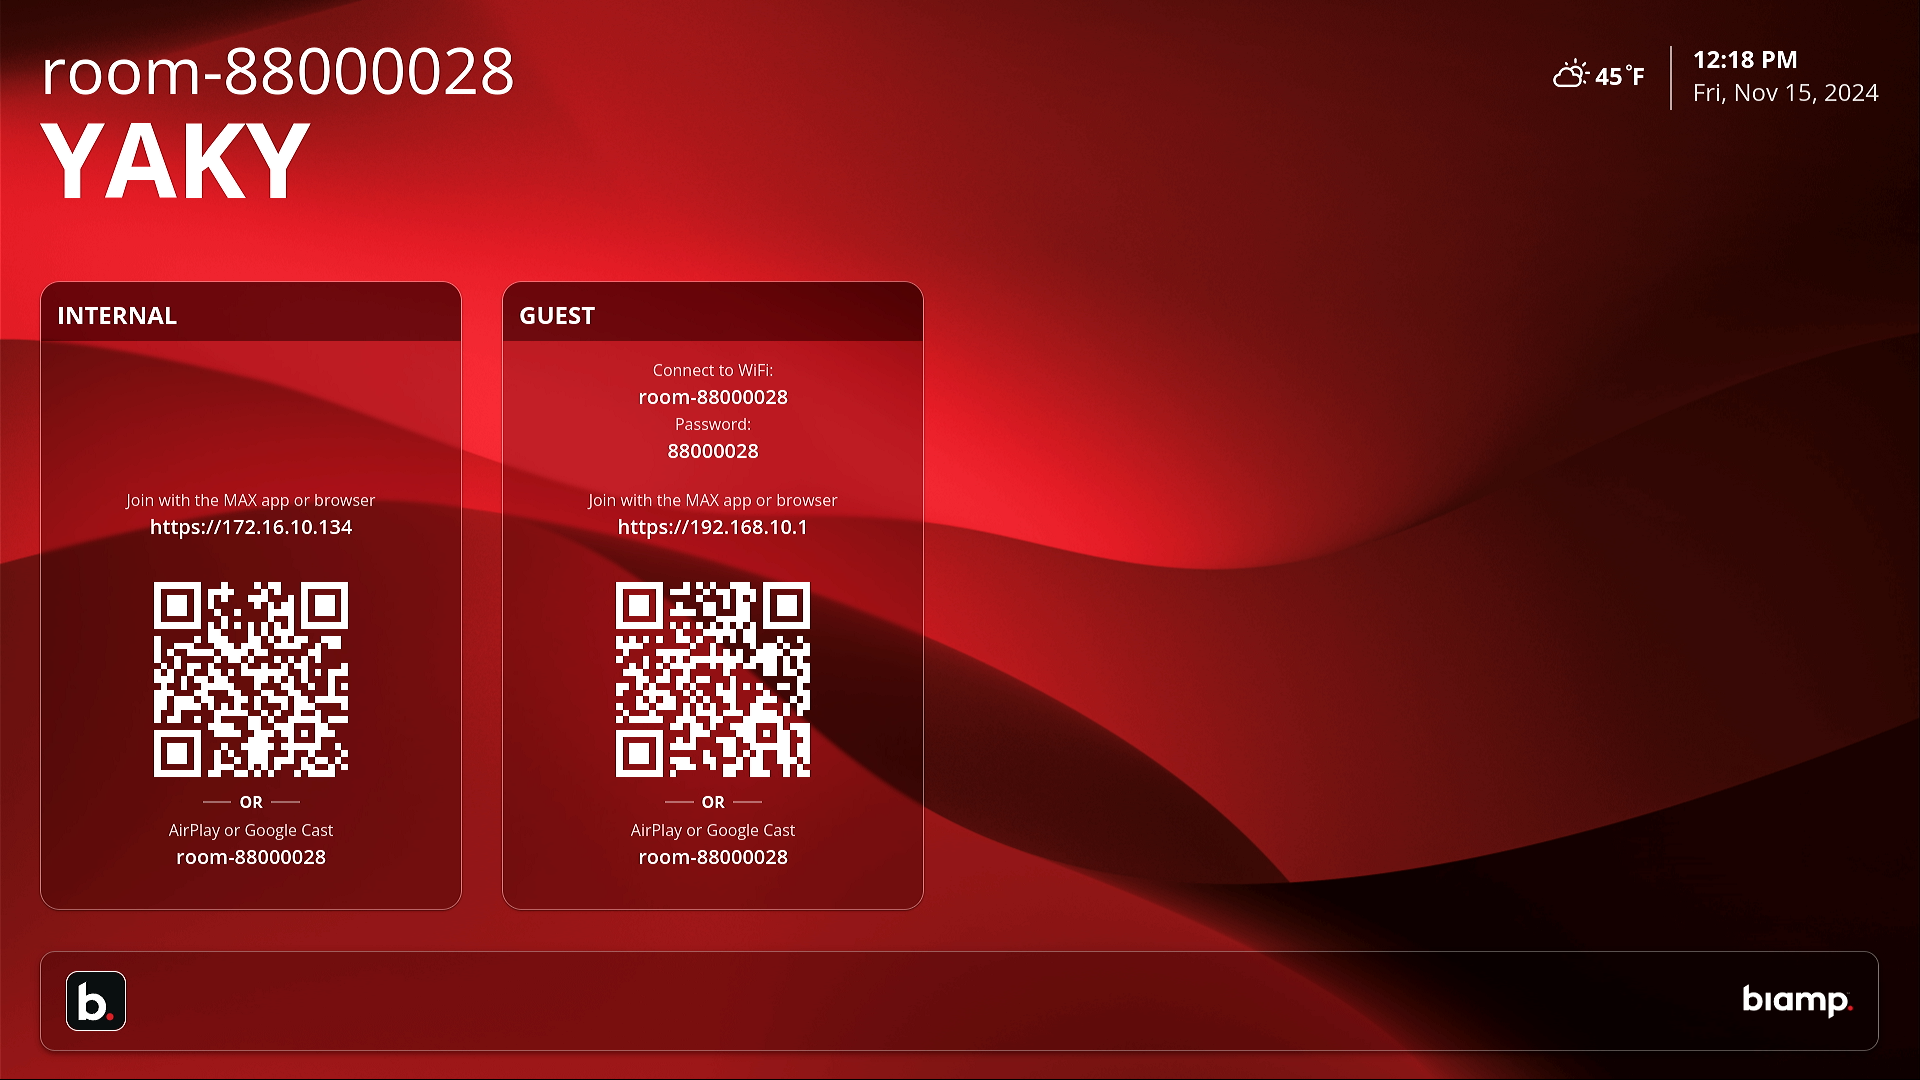 room-88000028
YAKY
45°F
12:18 PM
Fri, Nov 15, 2024
INTERNAL
Join with the MAX app or browser
https://172.16.10.134
OR
AirPlay or Google Cast
room-88000028
GUEST
Connect to WiFi:
room-88000028
Password:
88000028
Join with the MAX app or browser
https://192.168.10.1
OR
AirPlay or Google Cast
room-88000028
b.
biamp.